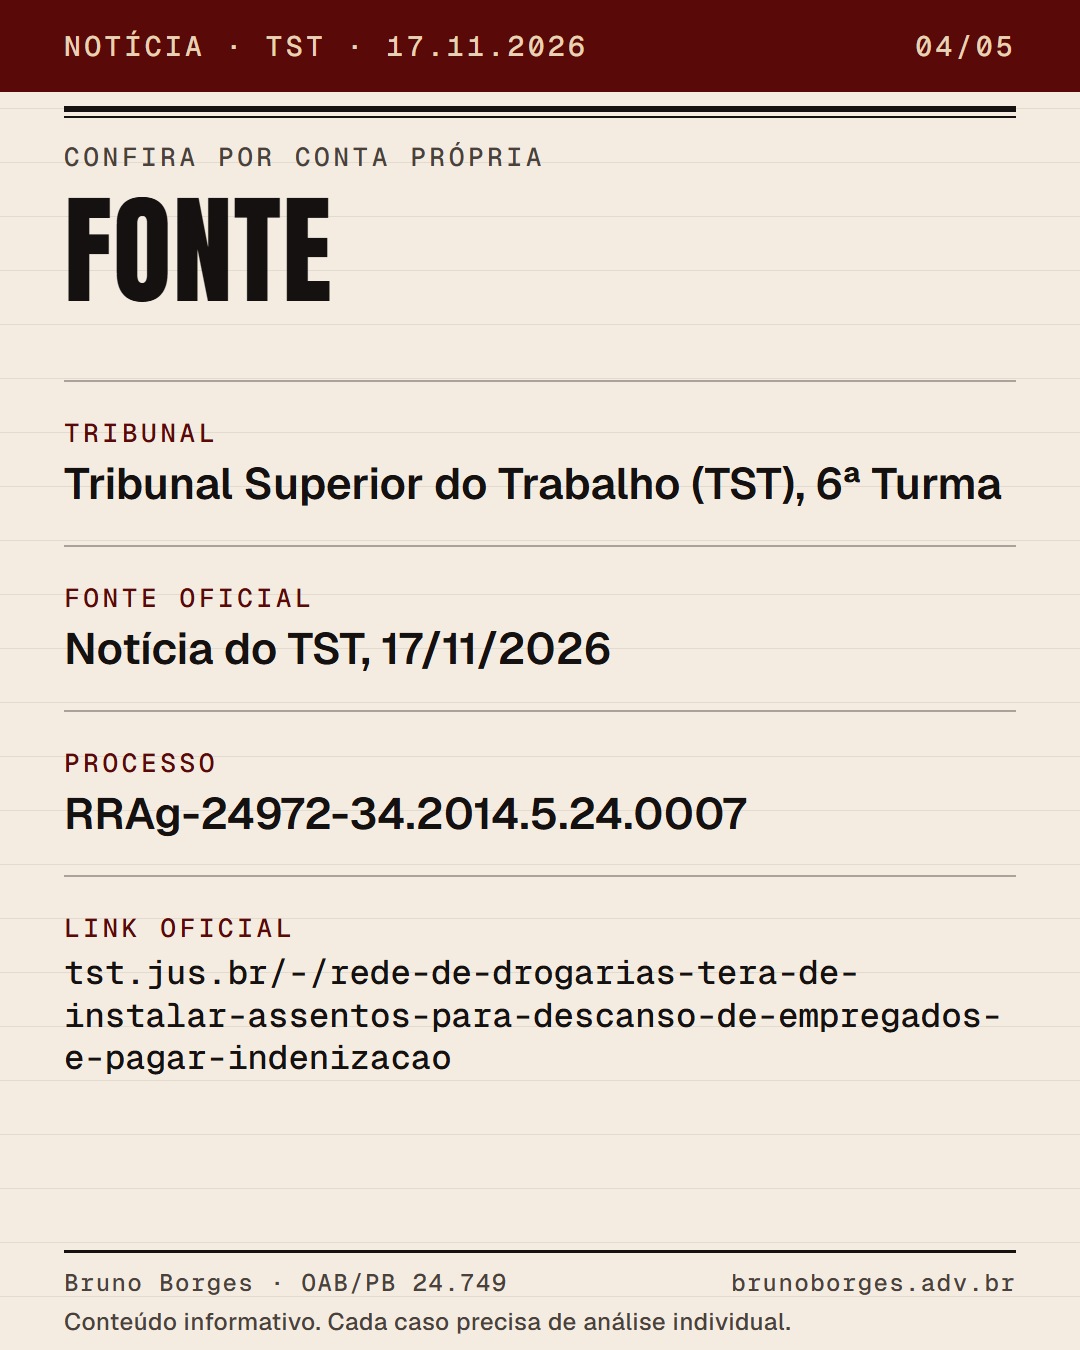 NOTÍCIA · TST · 17.11.2026 04/05
CONFIRA POR CONTA PRÓPRIA
FONTE
TRIBUNAL
Tribunal Superior do Trabalho (TST), 6ª Turma
FONTE OFICIAL
Notícia do TST, 17/11/2026
PROCESSO
RRAg-24972-34.2014.5.24.0007
LINK OFICIAL
tst.jus.br/-/rede-de-drogarias-tera-de-
instalar-assentos-para-descanso-de-empregados-
e-pagar-indenizacao
Bruno Borges · OAB/PB 24.749 brunoborges.adv.br
Conteúdo informativo. Cada caso precisa de análise individual.